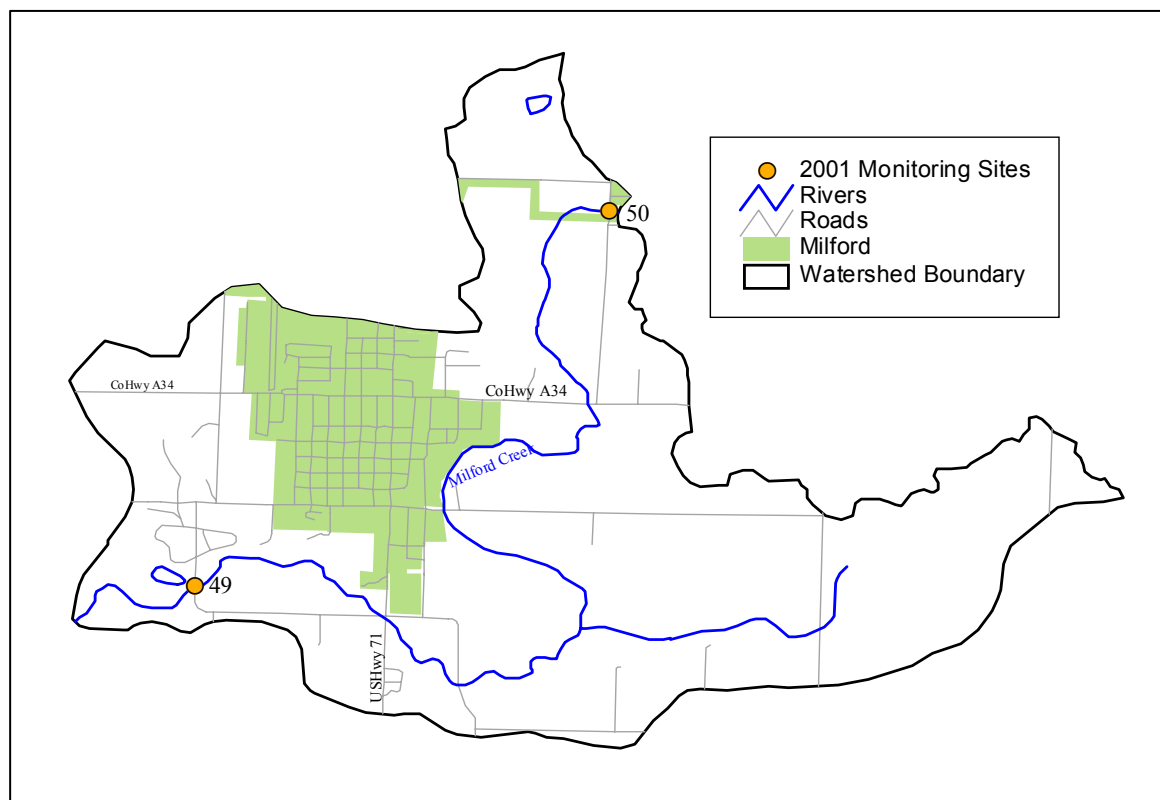 2001 Monitoring Sites
Rivers
Roads
Milford
Watershed Boundary
50
CoHwy A34
CoHwy A34
Milford Creek
49
USHwy 71